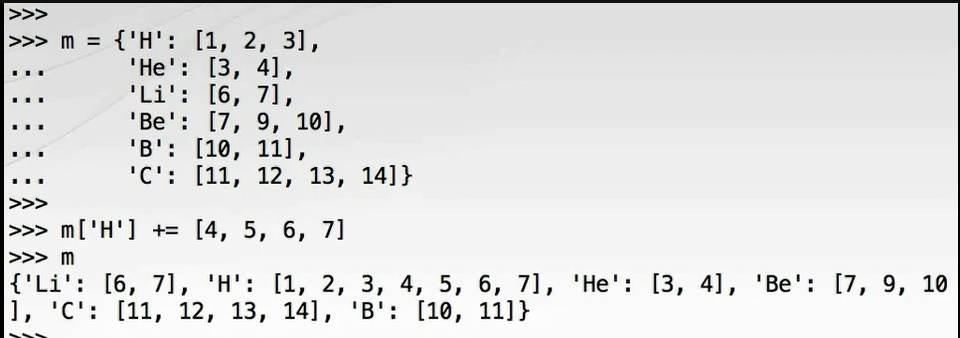 >>>
>>> m = {'H': [1, 2, 3],
...      'He': [3, 4],
...      'Li': [6, 7],
...      'Be': [7, 9, 10],
...      'B': [10, 11],
...      'C': [11, 12, 13, 14]}
>>>
>>> m['H'] += [4, 5, 6, 7]
>>> m
{'Li': [6, 7], 'H': [1, 2, 3, 4, 5, 6, 7], 'He': [3, 4], 'Be': [7, 9, 10
], 'C': [11, 12, 13, 14], 'B': [10, 11]}
>>>